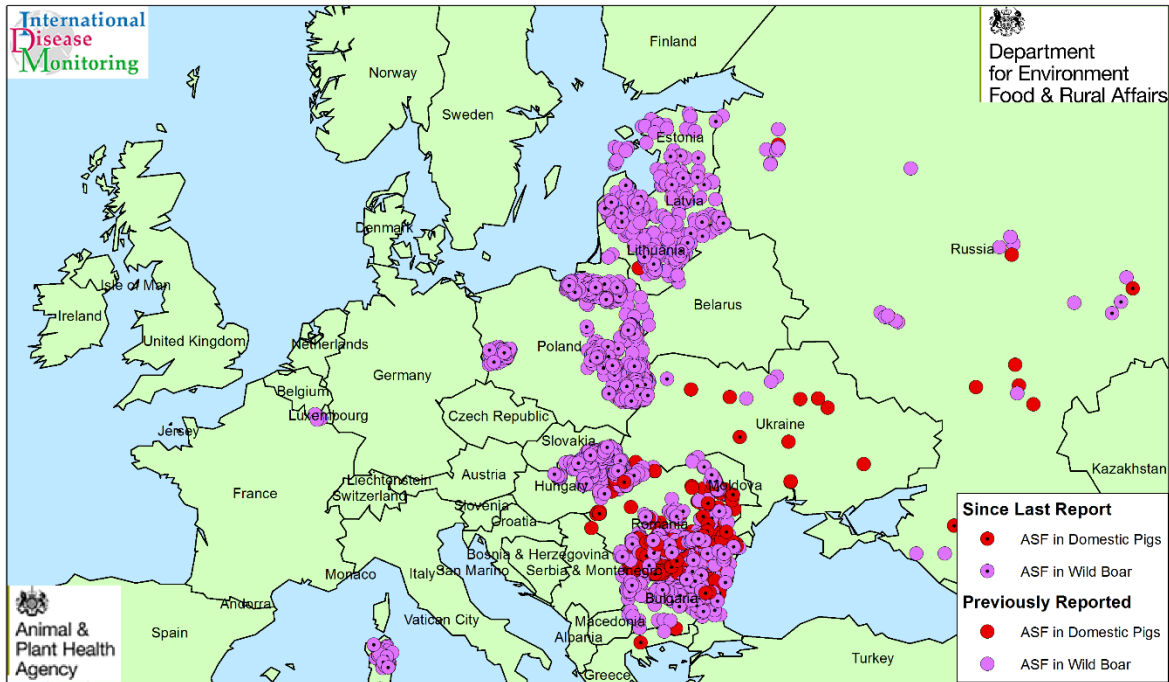 International
Disease
Monitoring
Department
for Environment
Food & Rural Affairs
Finland
Norway
Sweden
Estonia
Latvia
Denmark
Lithuania
Russia
Isle of Man
Ireland
Belarus
United Kingdom
Netherlands
Poland
Germany
Belgium
Luxembourg
Czech Republic
Ukraine
Jersey
Slovakia
Kazakhstan
Austria
Liechtenstein
Hungary
Moldova
France
Switzerland
Slovenia
Croatia
Romania
Bosnia & Herzegovina
San Marino
Serbia & Montenegro
Monaco
Italy
Bulgaria
Andorra
Vatican City
Macedonia
Spain
Albania
Turkey
Greece
Animal &
Plant Health
Agency
Since Last Report
ASF in Domestic Pigs
ASF in Wild Boar
Previously Reported
ASF in Domestic Pigs
ASF in Wild Boar